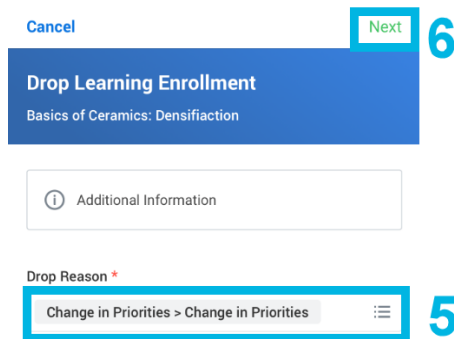 Cancel
Next
6
Drop Learning Enrollment
Basics of Ceramics: Densifiaction
Additional Information
Drop Reason *
Change in Priorities > Change in Priorities
5